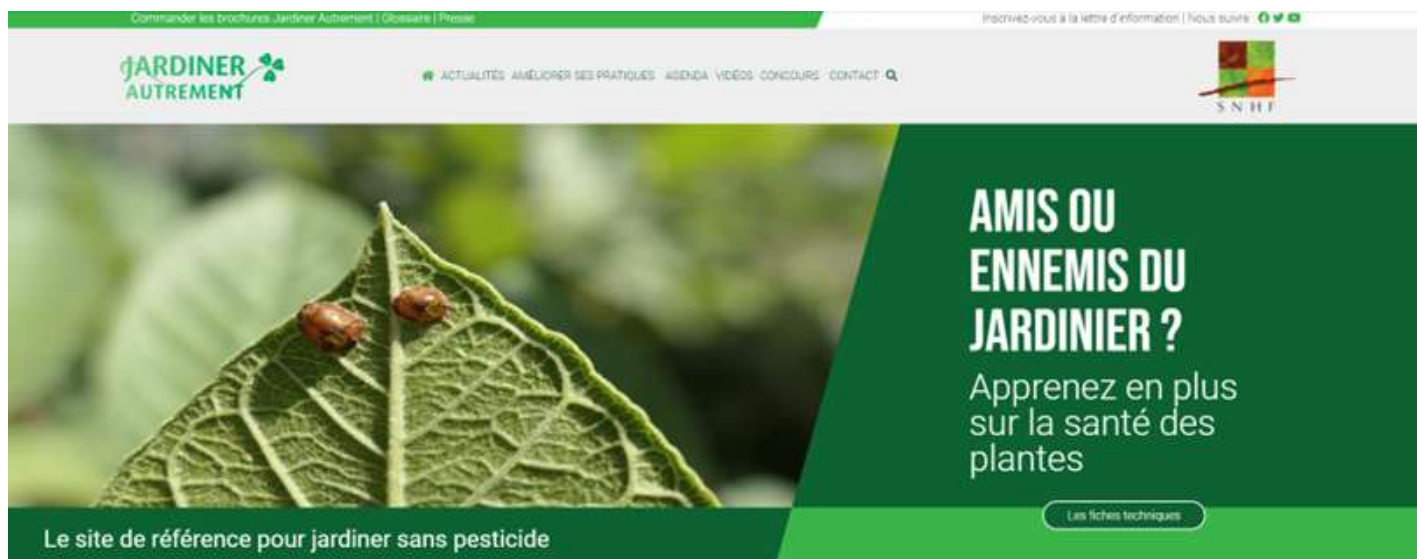 Commander les brochures Jardiner Autrement | Glossaire | Presse
Inscrivez-vous à la lettre d'information | Nous suivre :
JARDINER
AUTREMENT
ACTUALITÉS AMÉLIORER SES PRATIQUES AGENDA VIDÉOS CONCOURS CONTACT
SNHF
AMIS OU
ENNEMIS DU
JARDINIER ?
Apprenez en plus
sur la santé des
plantes
Les fiches techniques
Le site de référence pour jardiner sans pesticide